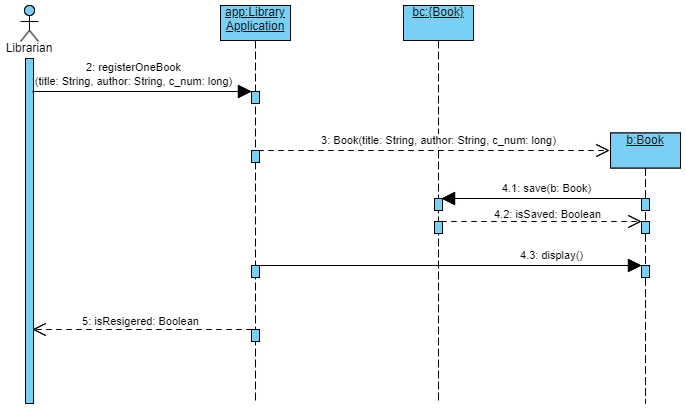 app:Library
Application
bc:{Book}
Librarian
2: registerOneBook
(title: String, author: String, c_num: long)
3: Book(title: String, author: String, c_num: long)
b:Book
4.1: save(b: Book)
4.2: isSaved: Boolean
4.3: display()
5: isResigered: Boolean